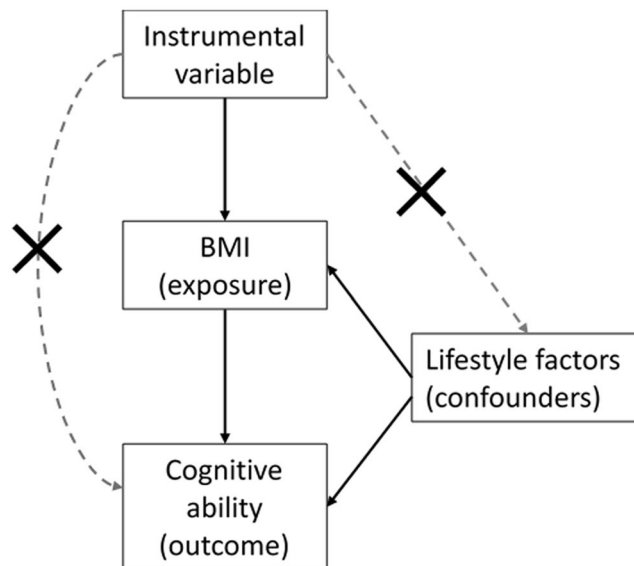 Instrumental
variable
BMI
(exposure)
Lifestyle factors
(confounders)
Cognitive
ability
(outcome)